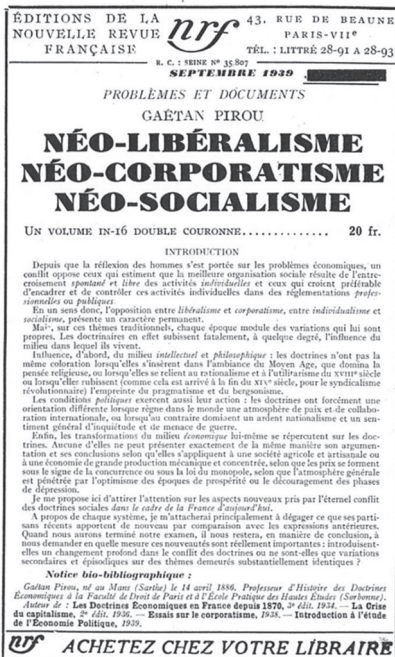 ÉDITIONS DE LA
NOUVELLE REVUE
FRANÇAISE
nrf
43, RUE DE BEAUNE
PARIS-VIIe
TÉL. : LITTRÉ 28-91 A 28-93
R. C. : SEINE No 35.807
SEPTEMBRE 1939
PROBLÈMES ET DOCUMENTS
GAËTAN PIROU
NÉO-LIBÉRALISME
NÉO-CORPORATISME
NÉO-SOCIALISME
UN VOLUME IN-16 DOUBLE COURONNE.............. 20 fr.
INTRODUCTION
Depuis que la réflexion des hommes s'est portée sur les problèmes économiques, un
conflit oppose ceux qui estiment que la meilleure organisation sociale résulte de l'entre-
croisement spontané et libre des activités individuelles et ceux qui croient préférable
d'encadrer et de contrôler ces activités individuelles dans des réglementations profes-
sionnelles ou publiques.
En un sens donc, l'opposition entre libéralisme et corporatisme, entre individualisme et
socialisme, présente un caractère permanent.
Mai-, sur ces thèmes traditionnels, chaque époque module des variations qui lui sont
propres. Les doctrinaires en effet subissent fatalement, à quelque degré, l'influence du
milieu dans lequel ils vivent.
Influence, d'abord, du milieu intellectuel et philosophique : les doctrines n'ont pas la
même coloration lorsqu'elles s'insèrent dans l'ambiance du Moyen Age, que domina la
pensée religieuse, ou lorsqu'elles se relient au rationalisme et à l'utilitarisme du XVIIIe siècle
ou lorsqu'elles subissent (comme cela est arrivé à la fin du XIXe siècle, pour le syndicalisme
révolutionnaire) l'empreinte du pragmatisme et du bergsonisme.
Les conditions politiques exercent aussi leur action : les doctrines ont forcément une
orientation différente lorsque règne dans le monde une atmosphère de paix et de collabo-
ration internationale, ou lorsqu'au contraire dominent un ardent nationalisme et un sen-
timent général d'inquiétude et de menace de guerre.
Enfin, les transformations du milieu économique lui-même se répercutent sur les doc-
trines. Aucune d'elles ne peut présenter exactement de la même manière son argumen-
tation et ses conclusions selon qu'elles s'appliquent à une société agricole et artisanale ou
à une économie de grande production mécanique et concentrée, selon que les prix se forment
sous le signe de la concurrence ou sous la loi du monopole, selon que l'atmosphère générale
est pénétrée par l'optimisme des époques de prospérité ou le découragement des phases
de dépression.
Je me propose ici d'attirer l'attention sur les aspects nouveaux pris par l'éternel conflit
des doctrines sociales dans le cadre de la France d'aujourd'hui.
A propos de chaque système, je m'attacherai principalement à dégager ce que ses parti-
sans récents apportent de nouveau par comparaison avec les expressions antérieures.
Quand nous aurons terminé notre examen, il nous restera, en manière de conclusion, à
nous demander en quelle mesure ces nouveautés sont réellement importantes ; introduisent-
elles un changement profond dans le conflit des doctrines ou ne sont-elles que variations
secondaires et épisodiques sur des thèmes demeurés substantiellement identiques ?
Notice bio-bibliographique :
Gaëtan Pirou, né au Mans (Sarthe) le 14 avril 1886. Professeur d'Histoire des Doctrines
Économiques à la Faculté de Droit de Paris et à l'École Pratique des Hautes Études (Sorbonne).
Auteur de : Les Doctrines Économiques en France depuis 1870, 3e édit. 1934. — La Crise
du capitalisme, 2e édit. 1936. — Essais sur le corporatisme, 1938. — Introduction à l'étude
de l'Économie Politique, 1939.
nrf ACHETEZ CHEZ VOTRE LIBRAIRE